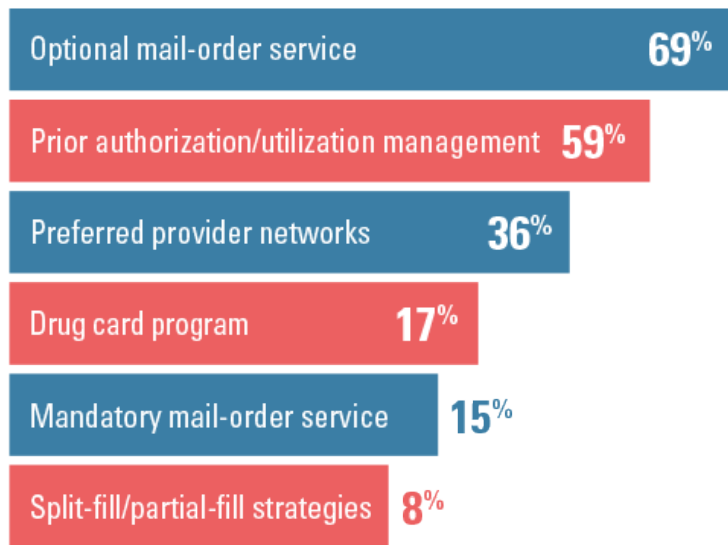 Optional mail-order service 69%
Prior authorization/utilization management 59%
Preferred provider networks 36%
Drug card program 17%
Mandatory mail-order service 15%
Split-fill/partial-fill strategies 8%